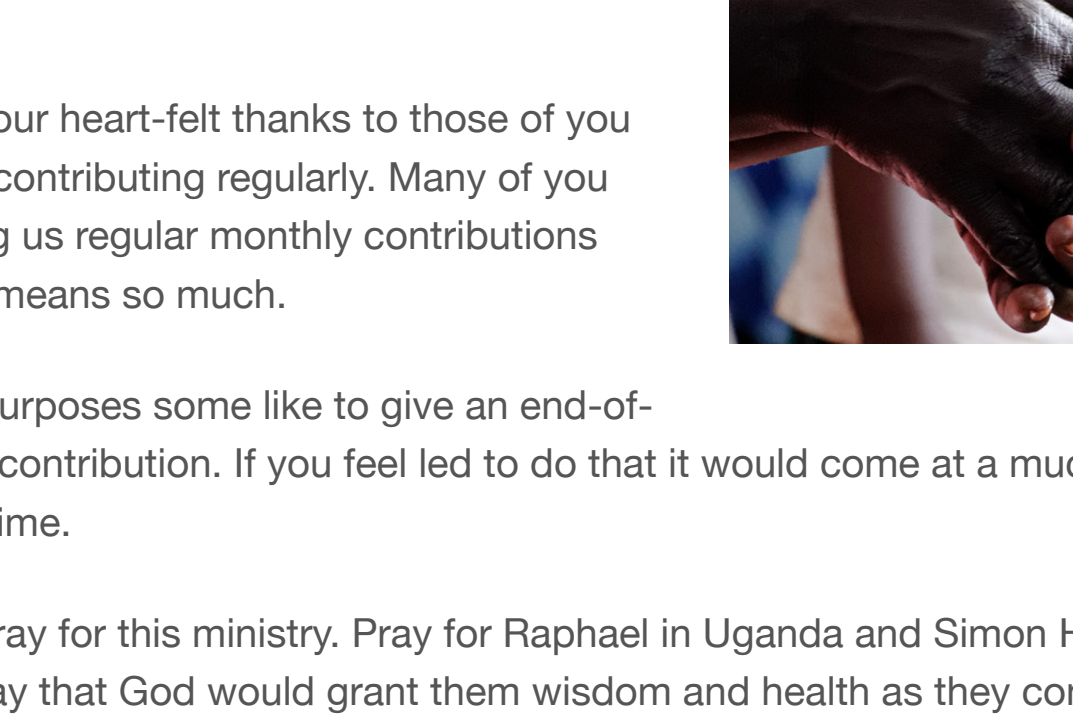 our heart-felt thanks to those of you
contributing regularly. Many of you
g us regular monthly contributions
means so much.
urposes some like to give an end-of-
contribution. If you feel led to do that it would come at a muc
ime.
ray for this ministry. Pray for Raphael in Uganda and Simon H
ay that God would grant them wisdom and health as they con